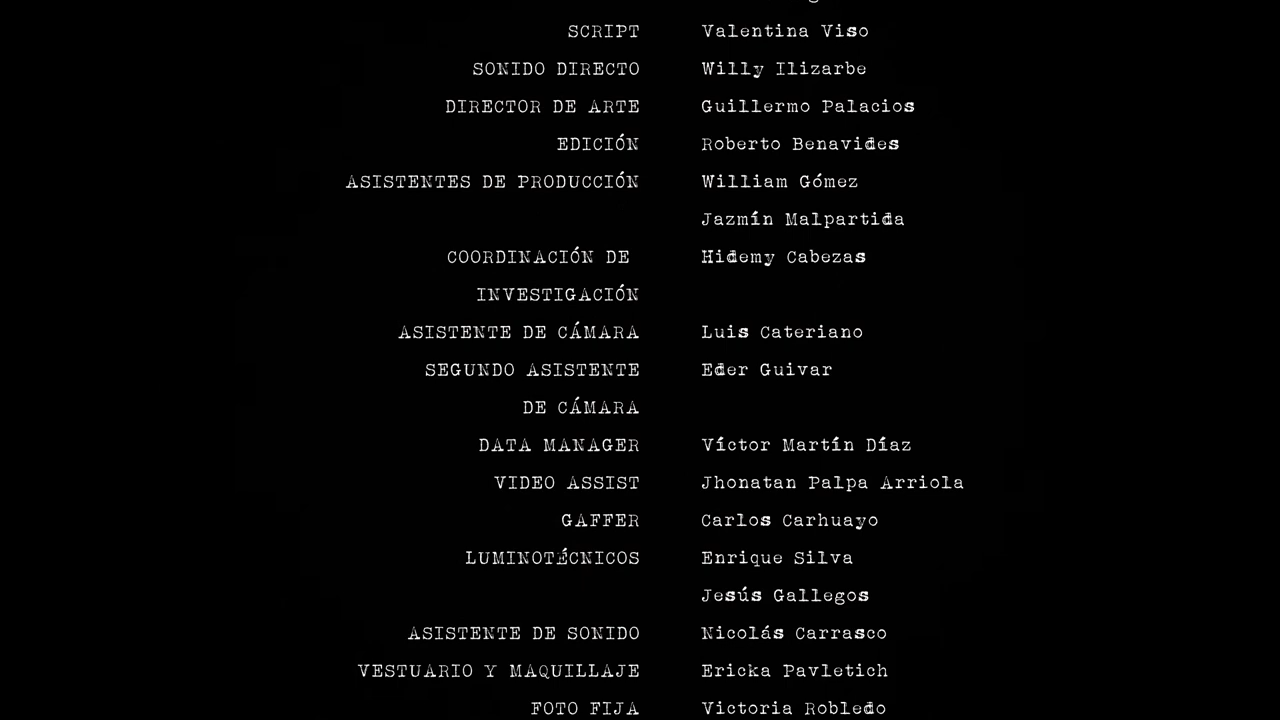 SCRIPT Valentina Viso
SONIDO DIRECTO Willy Ilizarbe
DIRECTOR DE ARTE Guillermo Palacios
EDICIÓN Roberto Benavides
ASISTENTES DE PRODUCCIÓN William Gómez
Jazmín Malpartida
COORDINACIÓN DE Hidemy Cabezas
INVESTIGACIÓN
ASISTENTE DE CÁMARA Luis Cateriano
SEGUNDO ASISTENTE Eder Guivar
DE CÁMARA
DATA MANAGER Víctor Martín Díaz
VIDEO ASSIST Jhonatan Palpa Arriola
GAFFER Carlos Carhuayo
LUMINOTÉCNICOS Enrique Silva
Jesús Gallegos
ASISTENTE DE SONIDO Nicolás Carrasco
VESTUARIO Y MAQUILLAJE Ericka Pavletich
FOTO FIJA Victoria Robledo